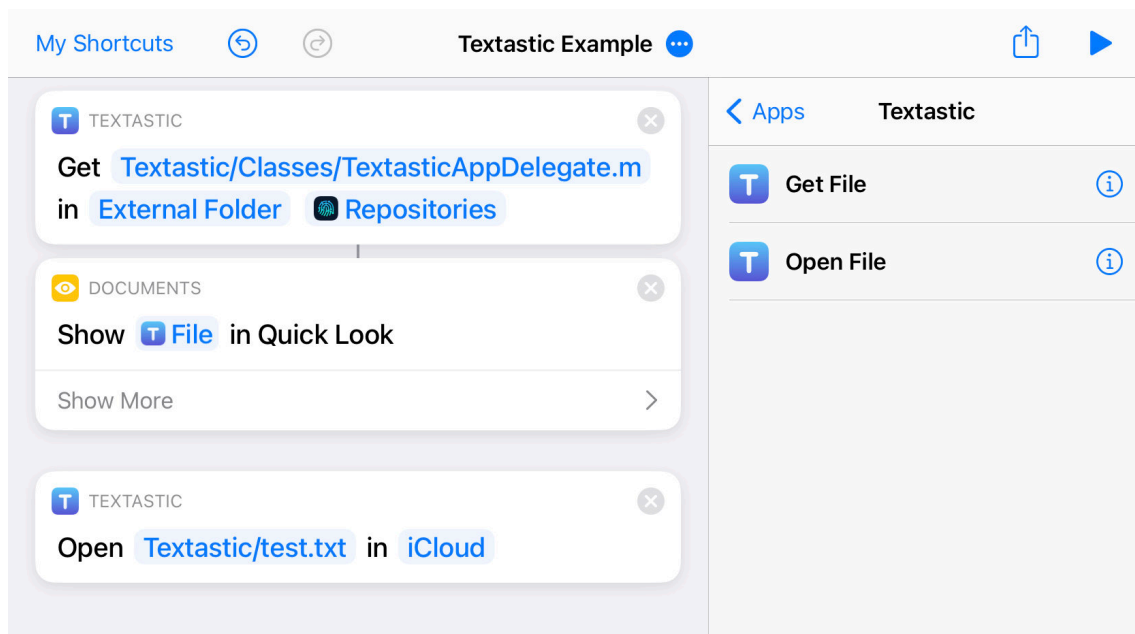 My Shortcuts
Textastic Example
TEXTASTIC
Get Textastic/Classes/TextasticAppDelegate.m
in External Folder Repositories
DOCUMENTS
Show File in Quick Look
Show More
TEXTASTIC
Open Textastic/test.txt in iCloud
Apps
Textastic
Get File
Open File